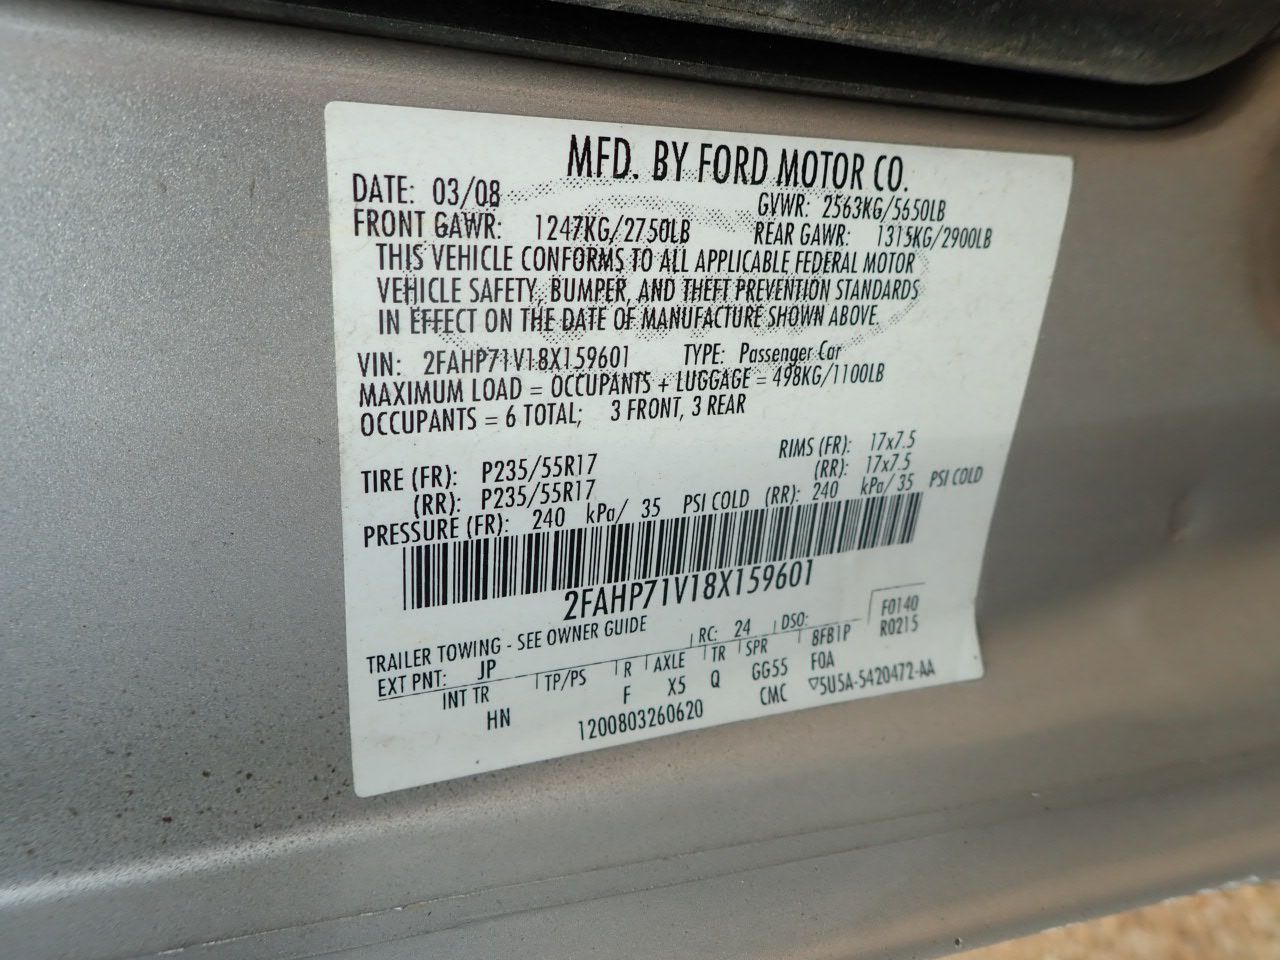 MFD. BY FORD MOTOR CO.
DATE: 03/08 GVWR: 2563KG/5650LB
FRONT GAWR: 1247KG/2750LB REAR GAWR: 1315KG/2900LB
THIS VEHICLE CONFORMS TO ALL APPLICABLE FEDERAL MOTOR
VEHICLE SAFETY, BUMPER, AND THEFT PREVENTION STANDARDS
IN EFFECT ON THE DATE OF MANUFACTURE SHOWN ABOVE.
VIN: 2FAHP71V18X159601 TYPE: Passenger Car
MAXIMUM LOAD = OCCUPANTS + LUGGAGE = 498KG/1100LB
OCCUPANTS = 6 TOTAL; 3 FRONT, 3 REAR
TIRE (FR): P235/55R17 RIMS (FR): 17x7.5
(RR): P235/55R17 (RR): 17x7.5
PRESSURE (FR): 240 kPa/ 35 PSI COLD (RR): 240 kPa/ 35 PSI COLD
2FAHP71V18X159601
TRAILER TOWING - SEE OWNER GUIDE F0140
EXT PNT: JP RC: 24 DSO: R0215
INT TR TP/PS R AXLE TR SPR 8FB1P
HN F X5 Q GG55 FOA
1200803260620 CMC ▽5U5A-5420472-AA